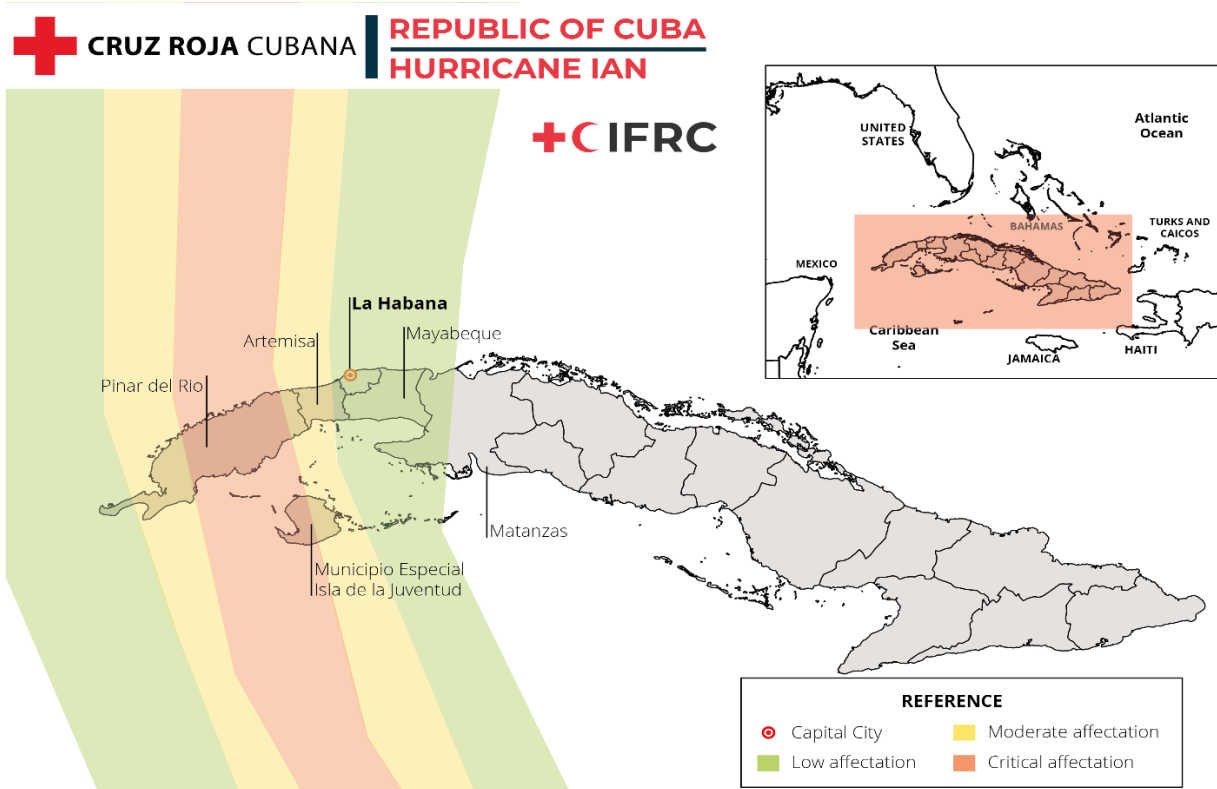 CRUZ ROJA CUBANA
REPUBLIC OF CUBA
HURRICANE IAN
IFRC
UNITED
STATES
Atlantic
Ocean
BAHAMAS
TURKS AND
CAICOS
MEXICO
Caribbean
Sea
JAMAICA
HAITI
La Habana
Artemisa
Mayabeque
Pinar del Rio
Matanzas
Municipio Especial
Isla de la Juventud
REFERENCE
Capital City
Moderate affectation
Low affectation
Critical affectation